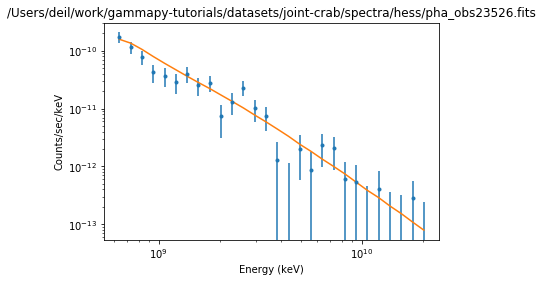 /Users/deil/work/gammapy-tutorials/datasets/joint-crab/spectra/hess/pha_obs23526.fits
10⁻¹⁰
10⁻¹¹
10⁻¹²
10⁻¹³
Counts/sec/keV
10⁹
10¹⁰
Energy (keV)